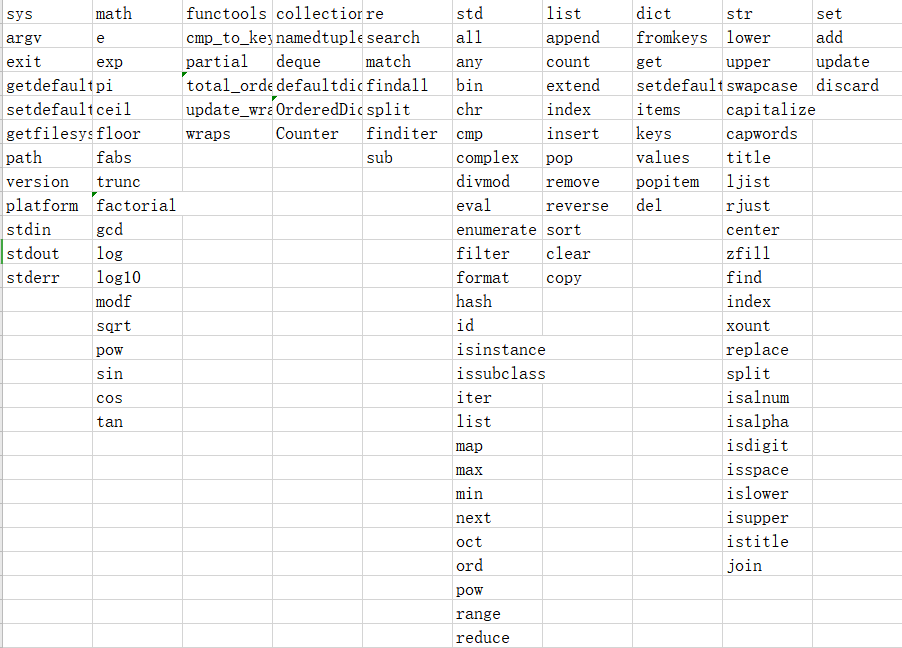 sys math functools collection re std list dict str set
argv e cmp_to_key namedtuple search all append fromkeys lower add
exit exp partial deque match any count get upper update
getdefault pi total_orde defaultdic findall bin extend setdefault swapcase discard
setdefault ceil update_wra OrderedDic split chr index items capitalize
getfilesys floor wraps Counter finditer cmp insert keys capwords
path fabs sub complex pop values title
version trunc divmod remove popitem ljist
platform factorial eval reverse del rjust
stdin gcd enumerate sort center
stdout log filter clear zfill
stderr log10 format copy find
modf hash index
sqrt id xount
pow isinstance replace
sin issubclass split
cos iter isalnum
tan list isalpha
map isdigit
max isspace
min islower
next isupper
oct istitle
ord join
pow
range
reduce